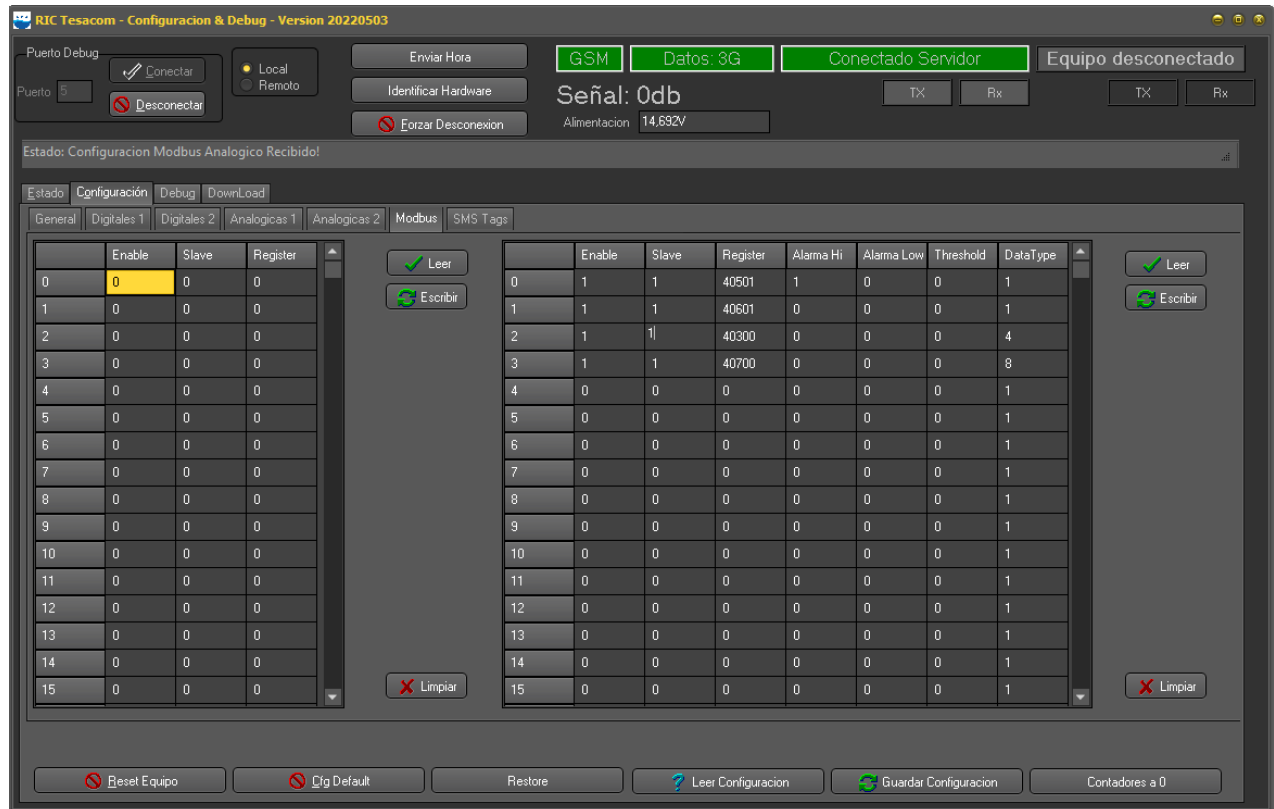 RIC Tesacom - Configuracion & Debug - Version 20220503
Puerto Debug
Puerto 5
Conectar
Desconectar
Local
Remoto
Enviar Hora
Identificar Hardware
Forzar Desconexion
GSM Datos: 3G Conectado Servidor Equipo desconectado
Señal: 0db
TX Rx TX Rx
Alimentacion 14,692V
Estado: Configuracion Modbus Analogico Recibido!
Estado Configuración Debug DownLoad
General Digitales 1 Digitales 2 Analogicas 1 Analogicas 2 Modbus SMS Tags
Enable Slave Register
0 0 0 0
1 0 0 0
2 0 0 0
3 0 0 0
4 0 0 0
5 0 0 0
6 0 0 0
7 0 0 0
8 0 0 0
9 0 0 0
10 0 0 0
11 0 0 0
12 0 0 0
13 0 0 0
14 0 0 0
15 0 0 0
Leer
Escribir
Limpiar
Enable Slave Register Alarma Hi Alarma Low Threshold DataType
0 1 1 40501 1 0 0 1
1 1 1 40601 0 0 0 1
2 1 1 40300 0 0 0 4
3 1 1 40700 0 0 0 8
4 0 0 0 0 0 0 1
5 0 0 0 0 0 0 1
6 0 0 0 0 0 0 1
7 0 0 0 0 0 0 1
8 0 0 0 0 0 0 1
9 0 0 0 0 0 0 1
10 0 0 0 0 0 0 1
11 0 0 0 0 0 0 1
12 0 0 0 0 0 0 1
13 0 0 0 0 0 0 1
14 0 0 0 0 0 0 1
15 0 0 0 0 0 0 1
Leer
Escribir
Limpiar
Reset Equipo Cfg Default Restore Leer Configuracion Guardar Configuracion Contadores a 0